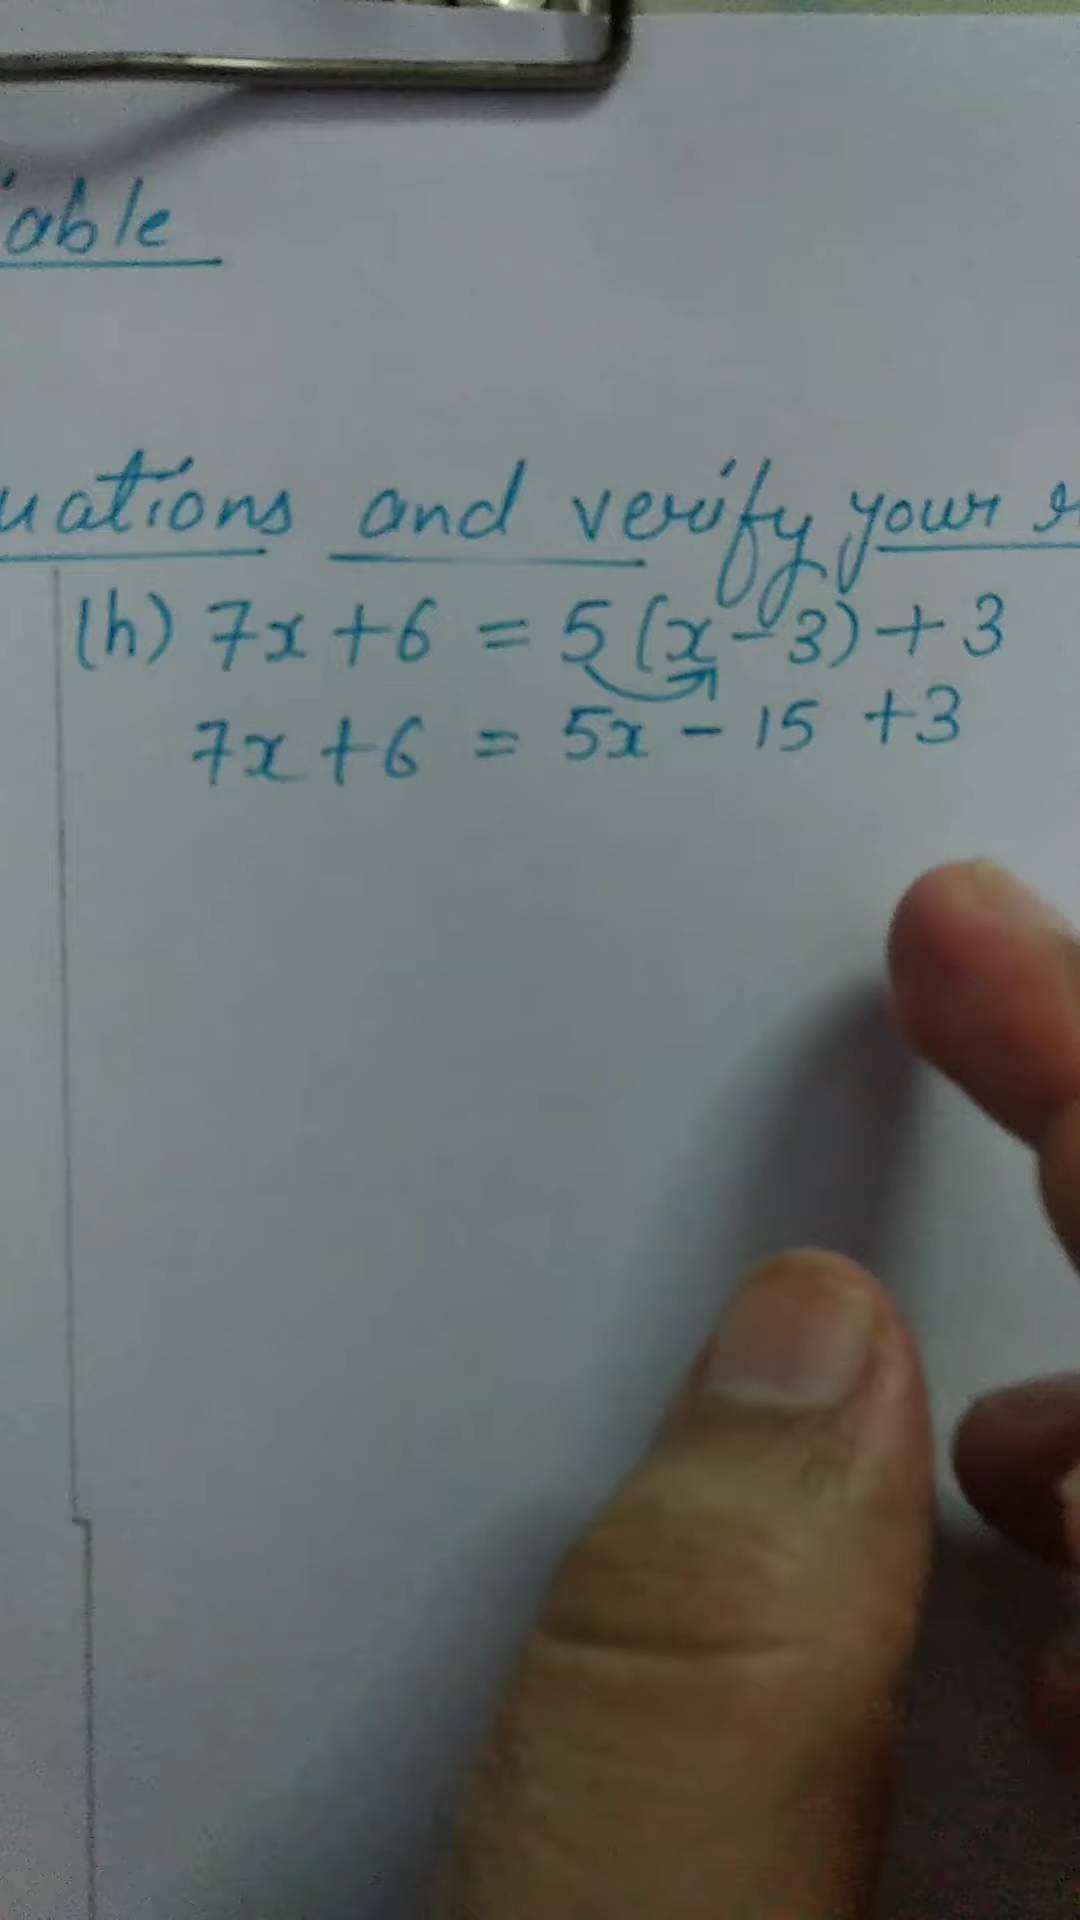 able
uations and verify your
(h) 7x + 6 = 5(x - 3) + 3
7x + 6 = 5x - 15 + 3